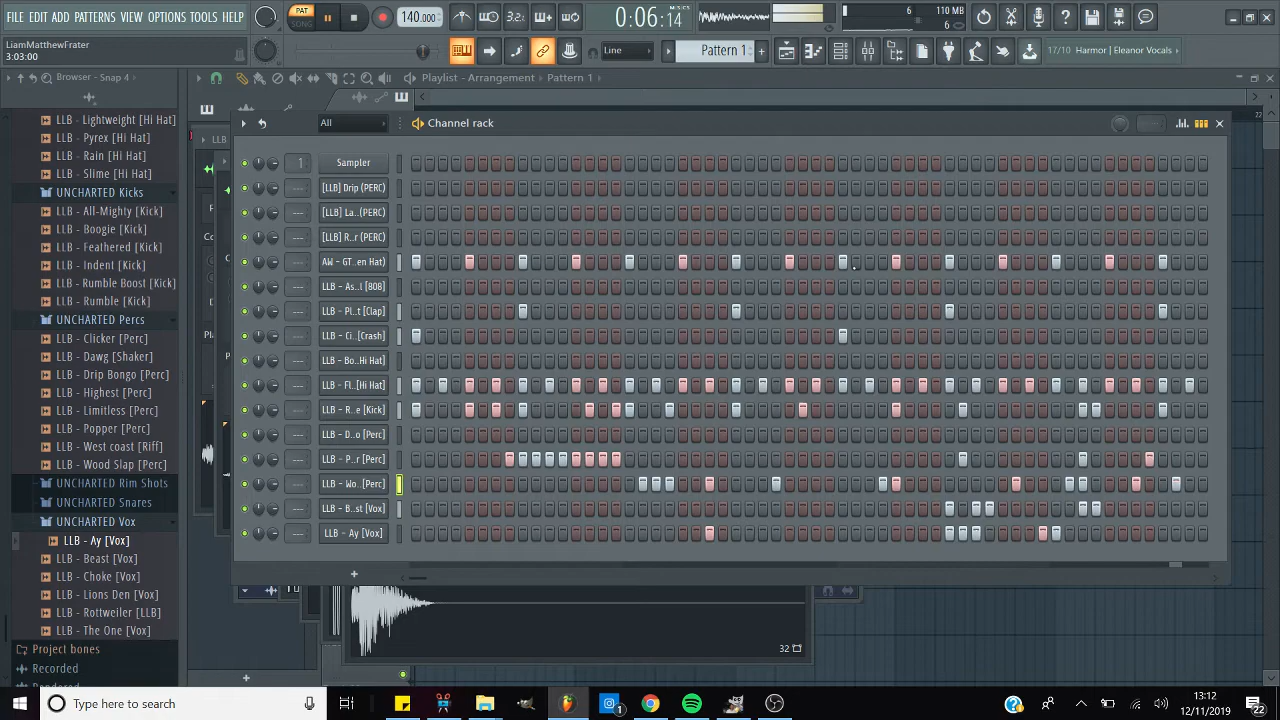 FILE EDIT ADD PATTERNS VIEW OPTIONS TOOLS HELP
PAT
SONG
140.000
3.2.
0:06:14
M:S:CS
6
110 MB
6
LiamMatthewFrater
3:03:00
Line
Pattern 1
17/10 Harmor | Eleanor Vocals
Browser - Snap 4
Playlist - Arrangement
Pattern 1
LLB - Lightweight [Hi Hat]
LLB - Pyrex [Hi Hat]
LLB - Rain [Hi Hat]
LLB - Slime [Hi Hat]
UNCHARTED Kicks
LLB - All-Mighty [Kick]
LLB - Boogie [Kick]
LLB - Feathered [Kick]
LLB - Indent [Kick]
LLB - Rumble Boost [Kick]
LLB - Rumble [Kick]
UNCHARTED Percs
LLB - Clicker [Perc]
LLB - Dawg [Shaker]
LLB - Drip Bongo [Perc]
LLB - Highest [Perc]
LLB - Limitless [Perc]
LLB - Popper [Perc]
LLB - West coast [Riff]
LLB - Wood Slap [Perc]
UNCHARTED Rim Shots
UNCHARTED Snares
UNCHARTED Vox
LLB - Ay [Vox]
LLB - Beast [Vox]
LLB - Choke [Vox]
LLB - Lions Den [Vox]
LLB - Rottweiler [LLB]
LLB - The One [Vox]
Project bones
Recorded
All
Channel rack
1 Sampler
[LLB] Drip (PERC)
[LLB] La..(PERC)
[LLB] R..r (PERC)
AW - GT..en Hat)
LLB - As..l [808]
LLB - Pl..t [Clap]
LLB - Ci..[Crash]
LLB - Bo..Hi Hat]
LLB - Fl..[Hi Hat]
LLB - R..e [Kick]
LLB - D..o [Perc]
LLB - P..r [Perc]
LLB - Wo..[Perc]
LLB - B..st [Vox]
LLB - Ay [Vox]
32
Type here to search
13:12
12/11/2019
22